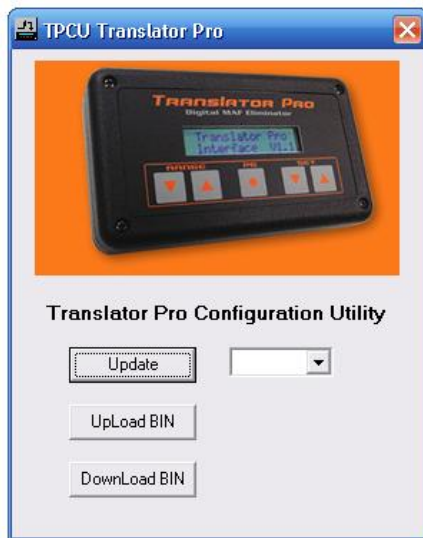 TPCU Translator Pro
TRANSLATOR PRO
Digital MAF Eliminator
Translator Pro
Interface V1.1
RANGE PG SET
Translator Pro Configuration Utility
Update
UpLoad BIN
DownLoad BIN